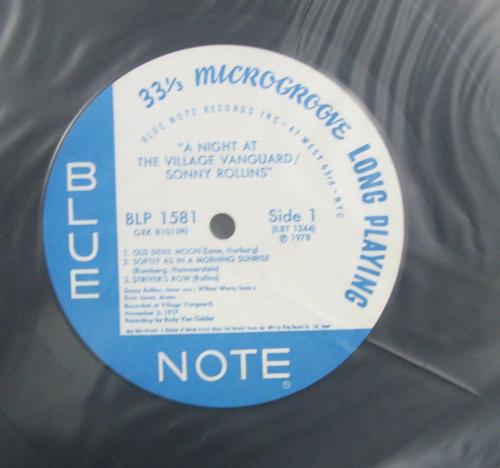 33⅓ MICROGROOVE LONG PLAYING
BLUE NOTE RECORDS INC • 47 WEST 63rd • NYC
"A NIGHT AT
THE VILLAGE VANGUARD/
SONNY ROLLINS"
BLP 1581
GXK 8101(M)
Side 1
(LBT 1244)
℗ 1978
1. OLD DEVIL MOON (Lane, Harburg)
2. SOFTLY AS IN A MORNING SUNRISE
(Romberg, Hammerstein)
3. STRIVER'S ROW (Rollins)
Sonny Rollins, tenor sax; Wilbur Ware, bass;
Elvin Jones, drums.
Recorded at Village Vanguard,
November 3, 1957
Recording by Rudy Van Gelder
BLUE
NOTE
®